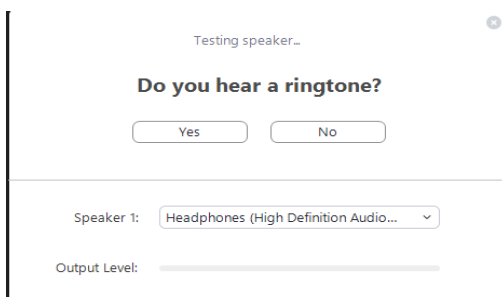 Testing speaker...
Do you hear a ringtone?
Yes No
Speaker 1: Headphones (High Definition Audio...
Output Level: